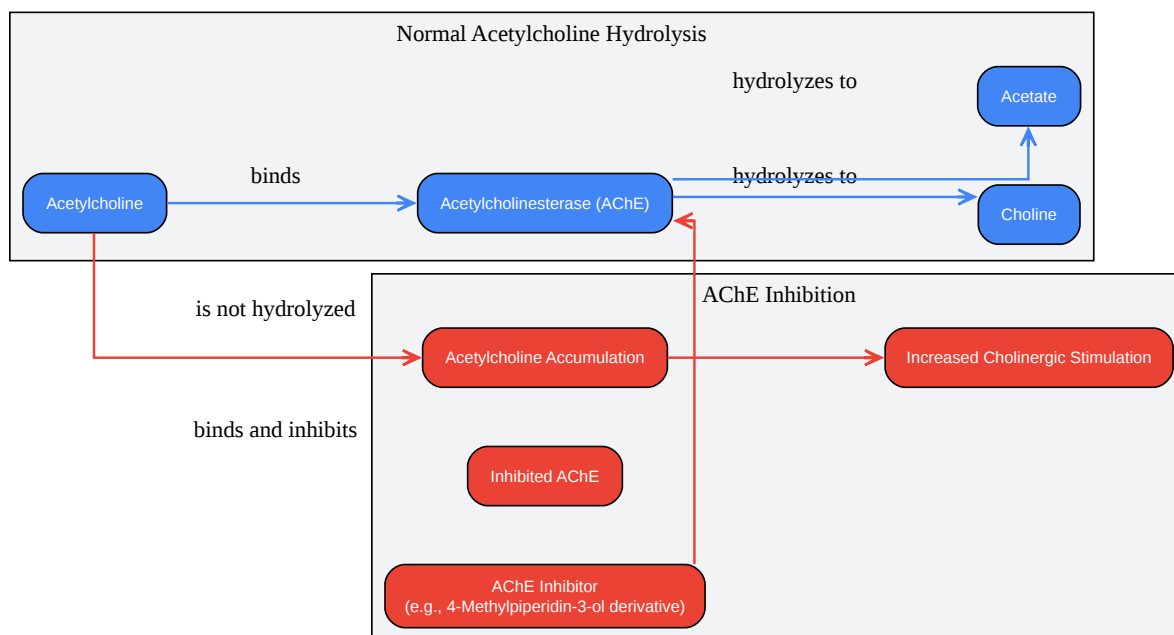 Normal Acetylcholine Hydrolysis
hydrolyzes to
Acetate
binds
hydrolyzes to
Acetylcholine
Acetylcholinesterase (AChE)
Choline
AChE Inhibition
is not hydrolyzed
Acetylcholine Accumulation
Increased Cholinergic Stimulation
binds and inhibits
Inhibited AChE
AChE Inhibitor
(e.g., 4-Methylpiperidin-3-ol derivative)